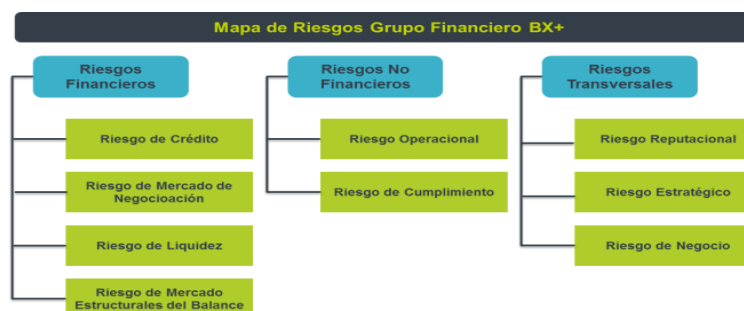 Mapa de Riesgos Grupo Financiero BX+
Riesgos
Financieros
Riesgo de Crédito
Riesgo de Mercado de
Negocioación
Riesgo de Liquidez
Riesgo de Mercado
Estructurales del Balance
Riesgos No
Financieros
Riesgo Operacional
Riesgo de Cumplimiento
Riesgos
Transversales
Riesgo Reputacional
Riesgo Estratégico
Riesgo de Negocio